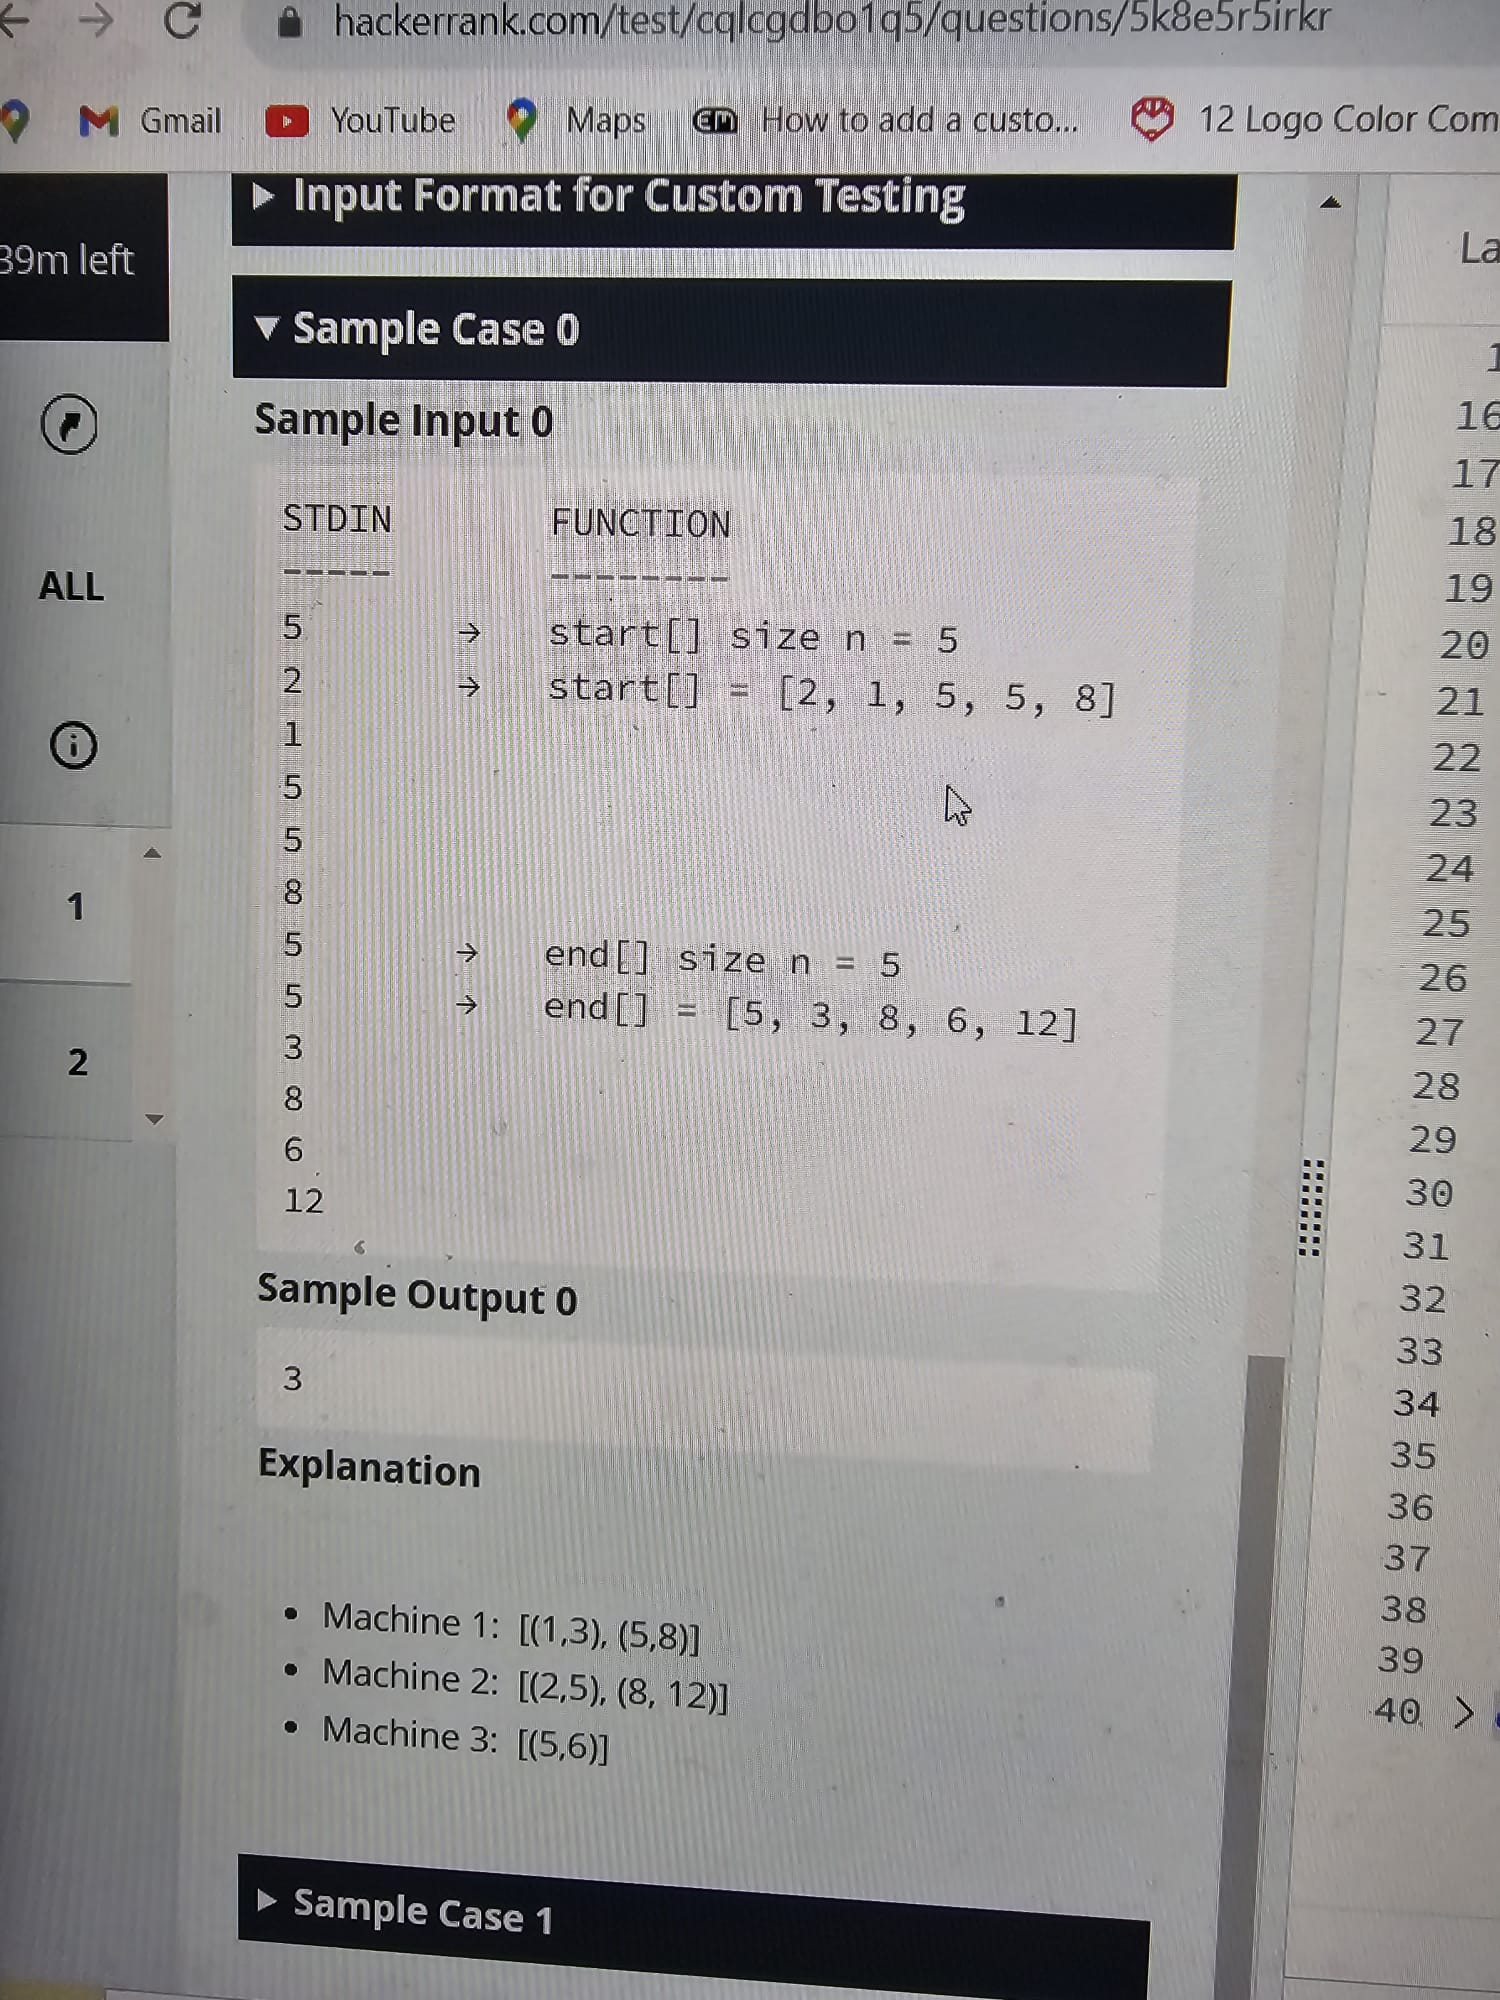 hackerrank.com/test/cqlcgdbo1q5/questions/5k8e5r5irkr
Gmail YouTube Maps EM How to add a custo... 12 Logo Color Com
39m left
ALL
1
2
Input Format for Custom Testing
Sample Case 0
Sample Input 0
STDIN FUNCTION
----- --------
5 → start[] size n = 5
2 → start[] = [2, 1, 5, 5, 8]
1
5
5
8
5 → end[] size n = 5
5 → end[] = [5, 3, 8, 6, 12]
3
8
6
12
Sample Output 0
3
Explanation
• Machine 1: [(1,3), (5,8)]
• Machine 2: [(2,5), (8, 12)]
• Machine 3: [(5,6)]
Sample Case 1
La
1
16
17
18
19
20
21
22
23
24
25
26
27
28
29
30
31
32
33
34
35
36
37
38
39
40 >